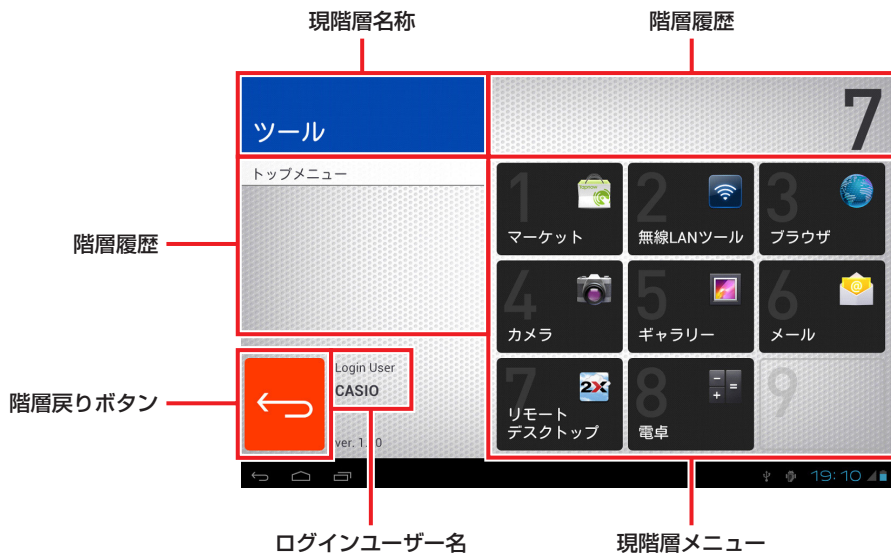 現階層名称
階層履歴
ツール
7
トップメニュー
階層履歴
1
マーケット
2
無線LANツール
3
ブラウザ
4
カメラ
5
ギャラリー
6
メール
7
2X
リモート
デスクトップ
8
電卓
9
階層戻りボタン
Login User
CASIO
19:10
ログインユーザー名
現階層メニュー